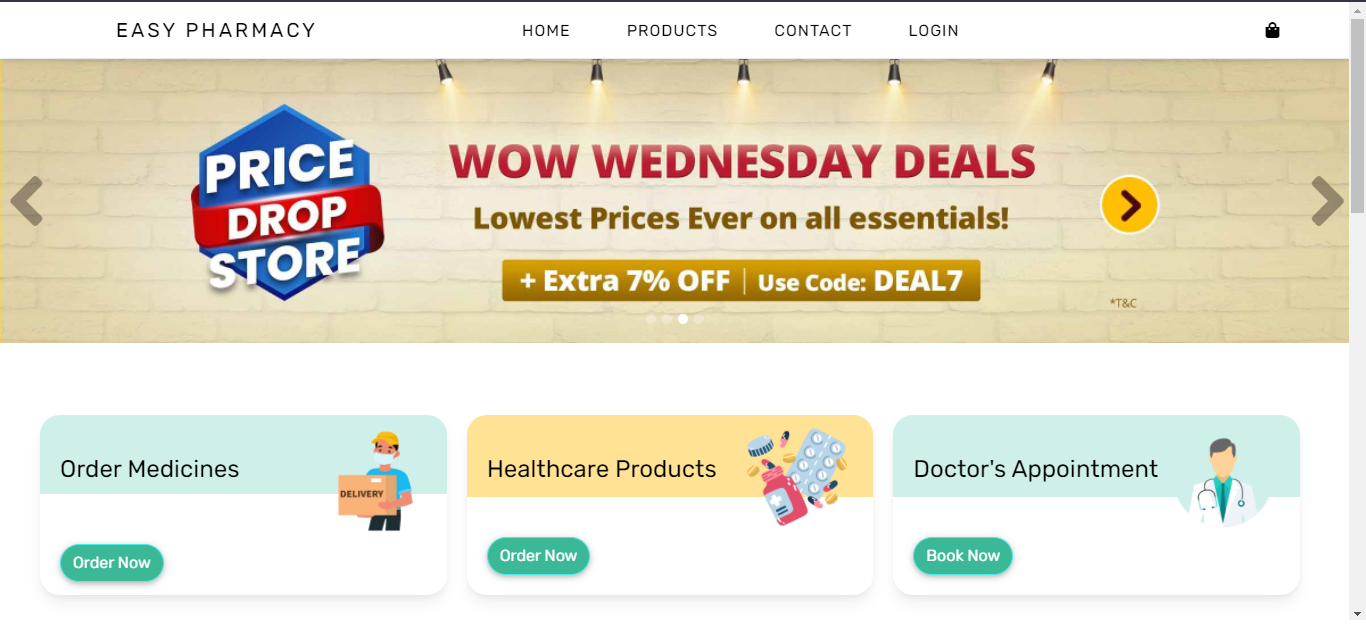 EASY PHARMACY
HOME PRODUCTS CONTACT LOGIN
PRICE
DROP
STORE
WOW WEDNESDAY DEALS
Lowest Prices Ever on all essentials!
+ Extra 7% OFF | Use Code: DEAL7
*T&C
Order Medicines
DELIVERY
Order Now
Healthcare Products
Order Now
Doctor's Appointment
Book Now